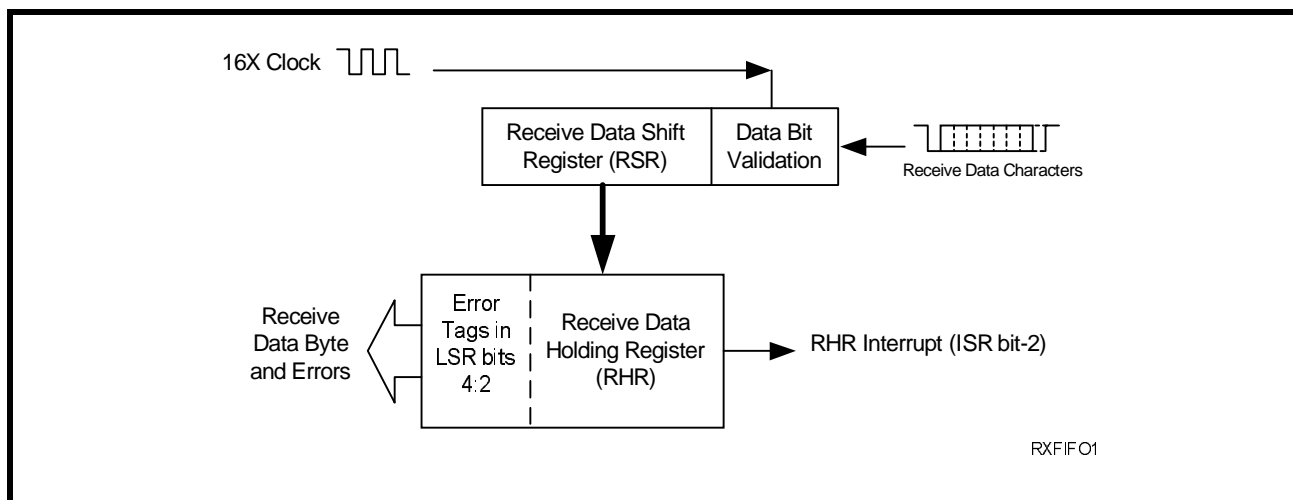 16X Clock
Receive Data Shift
Register (RSR)
Data Bit
Validation
Receive Data Characters
Receive
Data Byte
and Errors
Error
Tags in
LSR bits
4:2
Receive Data
Holding Register
(RHR)
RHR Interrupt (ISR bit-2)
RXFIFO1